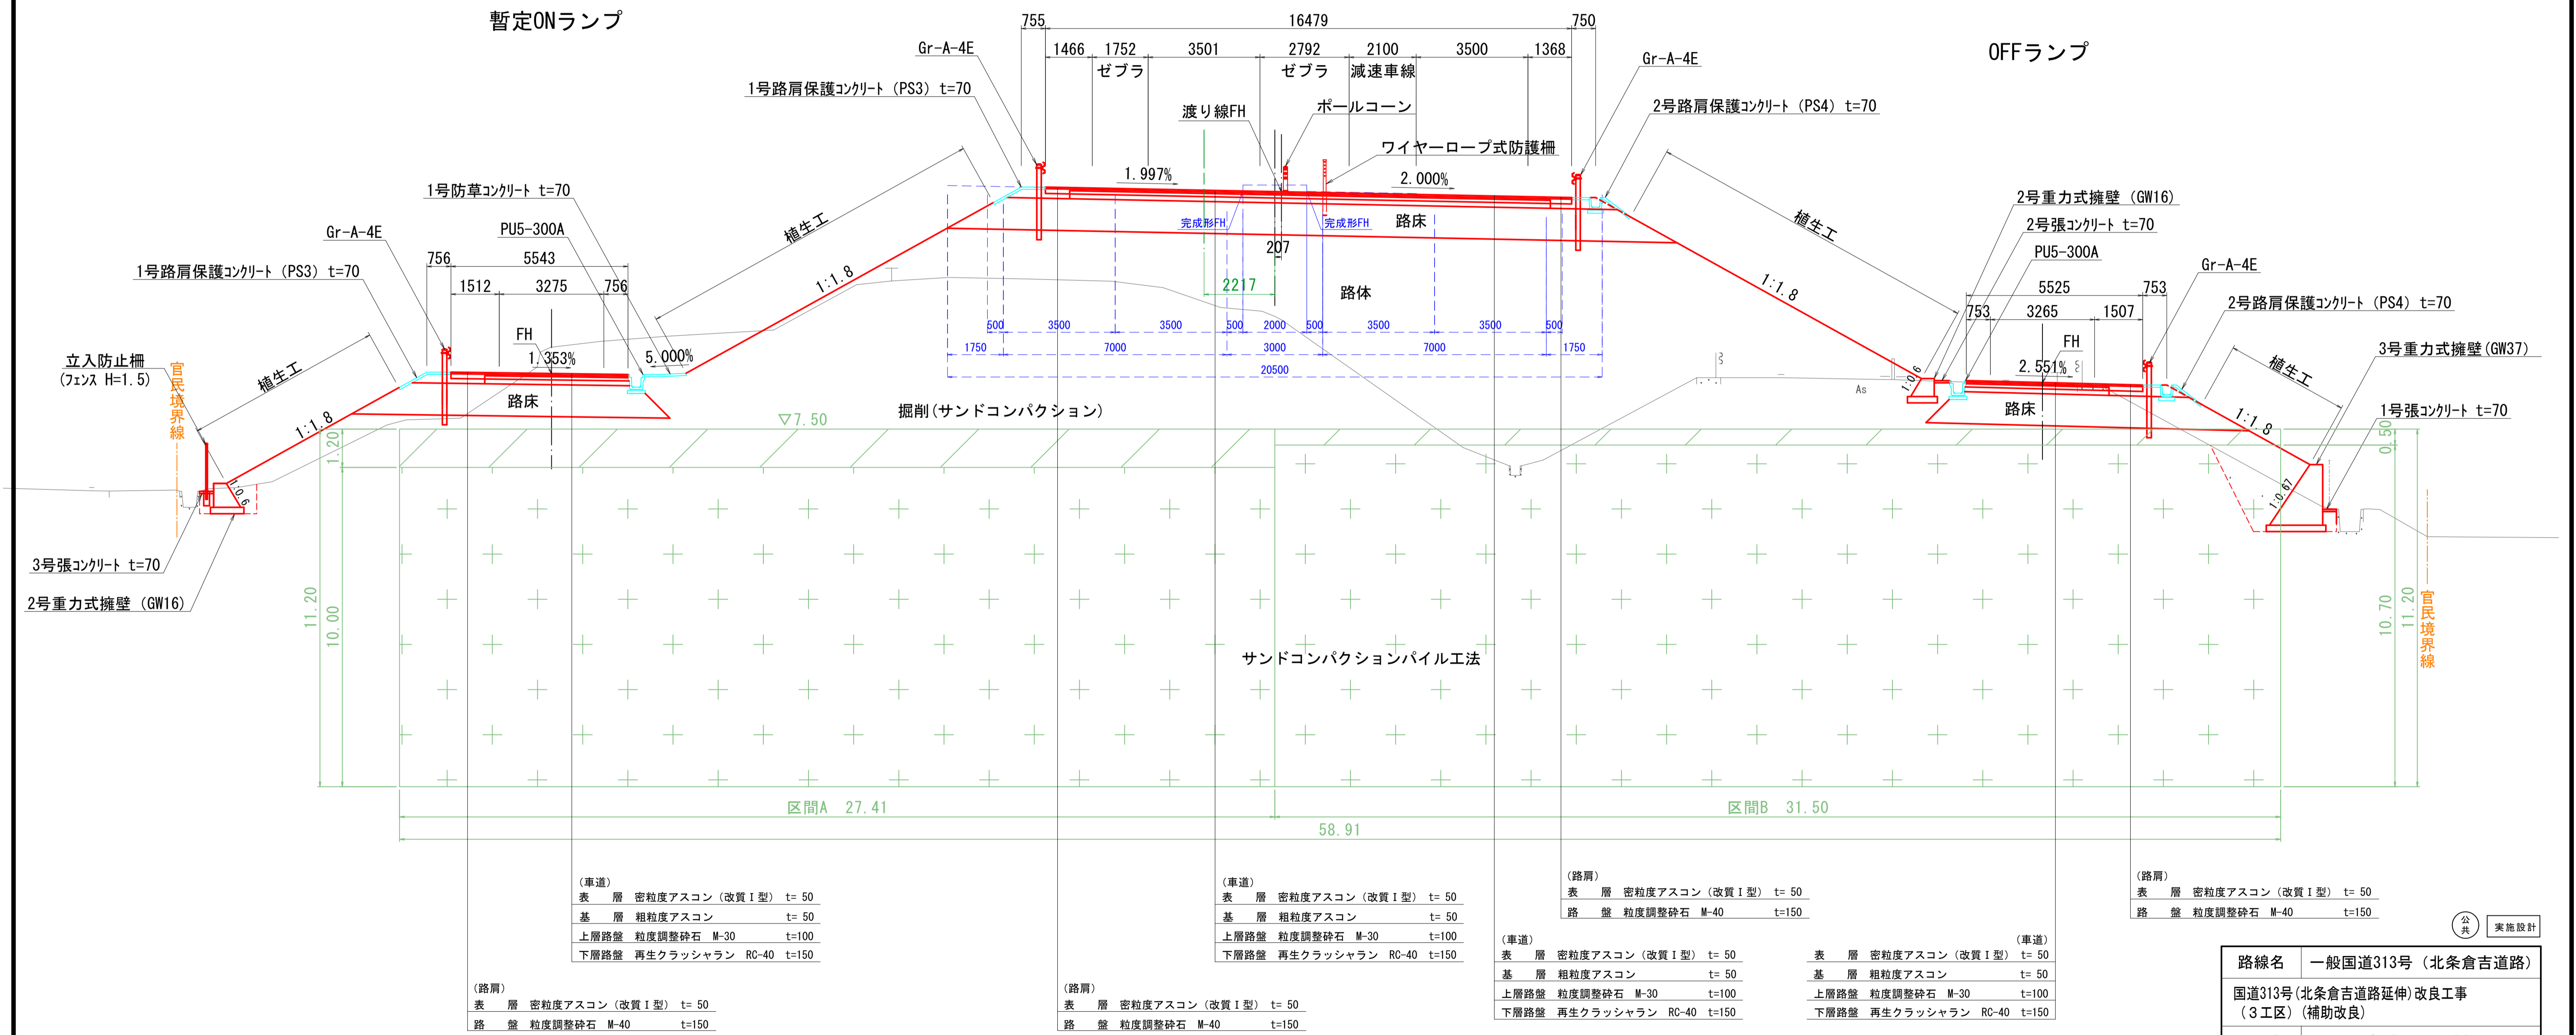 暫定ONランプ
OFFランプ
755
16479
750
1466
1752
3501
2792
2100
3500
1368
ゼブラ
ゼブラ
減速車線
Gr-A-4E
Gr-A-4E
1号路肩保護コンクリート (PS3) t=70
渡り線FH
ポールコーン
2号路肩保護コンクリート (PS4) t=70
ワイヤーロープ式防護柵
1.997%
2.000%
1号防草コンクリート t=70
植生工
植生工
2号重力式擁壁 (GW16)
2号張コンクリート t=70
Gr-A-4E
PU5-300A
完成形FH
完成形FH
路床
207
PU5-300A
Gr-A-4E
1号路肩保護コンクリート (PS3) t=70
756
5543
1512
3275
756
1:1.8
2217
路体
1:1.8
5525
753
753
3265
1507
2号路肩保護コンクリート (PS4) t=70
FH
1.353%
5.000%
500
3500
3500
500
2000
500
3500
3500
500
1750
7000
3000
7000
1750
20500
FH
2.551%
3号重力式擁壁(GW37)
立入防止柵
(フェンス H=1.5)
官民境界線
植生工
植生工
路床
1:1.8
As
1:0.6
路床
1:1.8
掘削(サンドコンパクション)
▽7.50
1号張コンクリート t=70
1.20
0.50
1:0.6
1:0.67
3号張コンクリート t=70
2号重力式擁壁 (GW16)
11.20
10.00
10.70
11.20
官民境界線
サンドコンパクションパイル工法
区間A 27.41
区間B 31.50
58.91
(車道)
表 層 密粒度アスコン (改質Ⅰ型) t= 50
基 層 粗粒度アスコン t= 50
上層路盤 粒度調整砕石 M-30 t=100
下層路盤 再生クラッシャラン RC-40 t=150
(路肩)
表 層 密粒度アスコン (改質Ⅰ型) t= 50
路 盤 粒度調整砕石 M-40 t=150
(車道)
表 層 密粒度アスコン (改質Ⅰ型) t= 50
基 層 粗粒度アスコン t= 50
上層路盤 粒度調整砕石 M-30 t=100
下層路盤 再生クラッシャラン RC-40 t=150
(路肩)
表 層 密粒度アスコン (改質Ⅰ型) t= 50
路 盤 粒度調整砕石 M-40 t=150
(路肩)
表 層 密粒度アスコン (改質Ⅰ型) t= 50
路 盤 粒度調整砕石 M-40 t=150
(車道)
表 層 密粒度アスコン (改質Ⅰ型) t= 50
基 層 粗粒度アスコン t= 50
上層路盤 粒度調整砕石 M-30 t=100
下層路盤 再生クラッシャラン RC-40 t=150
(車道)
表 層 密粒度アスコン (改質Ⅰ型) t= 50
基 層 粗粒度アスコン t= 50
上層路盤 粒度調整砕石 M-30 t=100
下層路盤 再生クラッシャラン RC-40 t=150
(路肩)
表 層 密粒度アスコン (改質Ⅰ型) t= 50
路 盤 粒度調整砕石 M-40 t=150
公共
実施設計
路線名 一般国道313号 (北条倉吉道路)
国道313号(北条倉吉道路延伸)改良工事
(3工区) (補助改良)